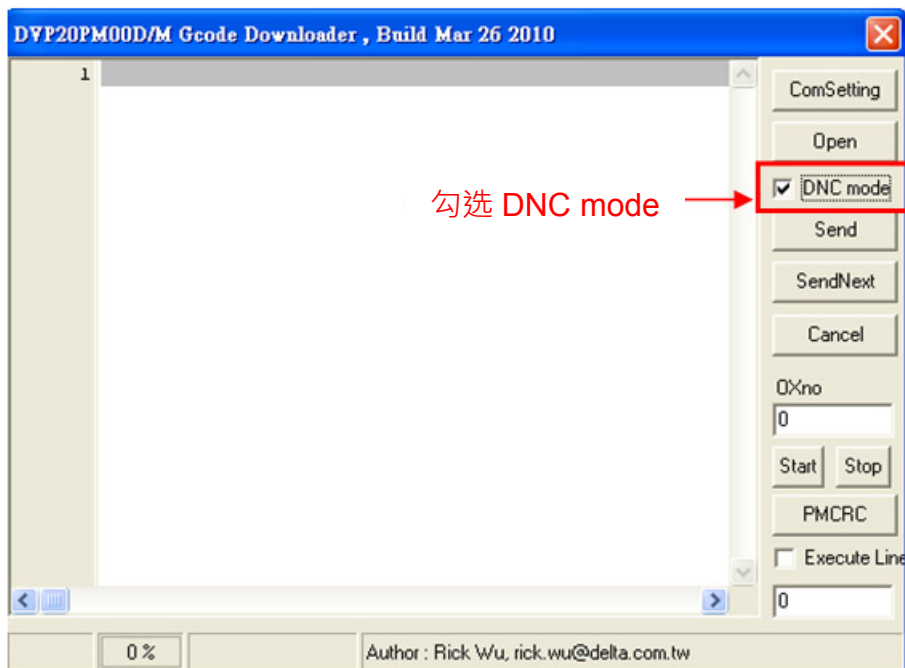 DVP20PM00D/M Gcode Downloader , Build Mar 26 2010
1
ComSetting
Open
勾选 DNC mode
DNC mode
Send
SendNext
Cancel
OXno
0
Start Stop
PMCRC
Execute Line
0
0 %
Author : Rick Wu, rick.wu@delta.com.tw